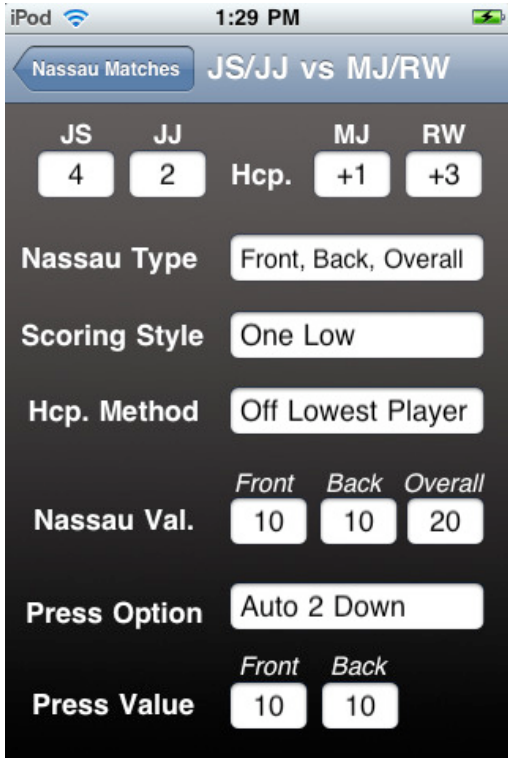 iPod 1:29 PM
Nassau Matches JS/JJ vs MJ/RW
JS JJ MJ RW
4 2 Hcp. +1 +3
Nassau Type Front, Back, Overall
Scoring Style One Low
Hcp. Method Off Lowest Player
Front Back Overall
Nassau Val. 10 10 20
Press Option Auto 2 Down
Front Back
Press Value 10 10